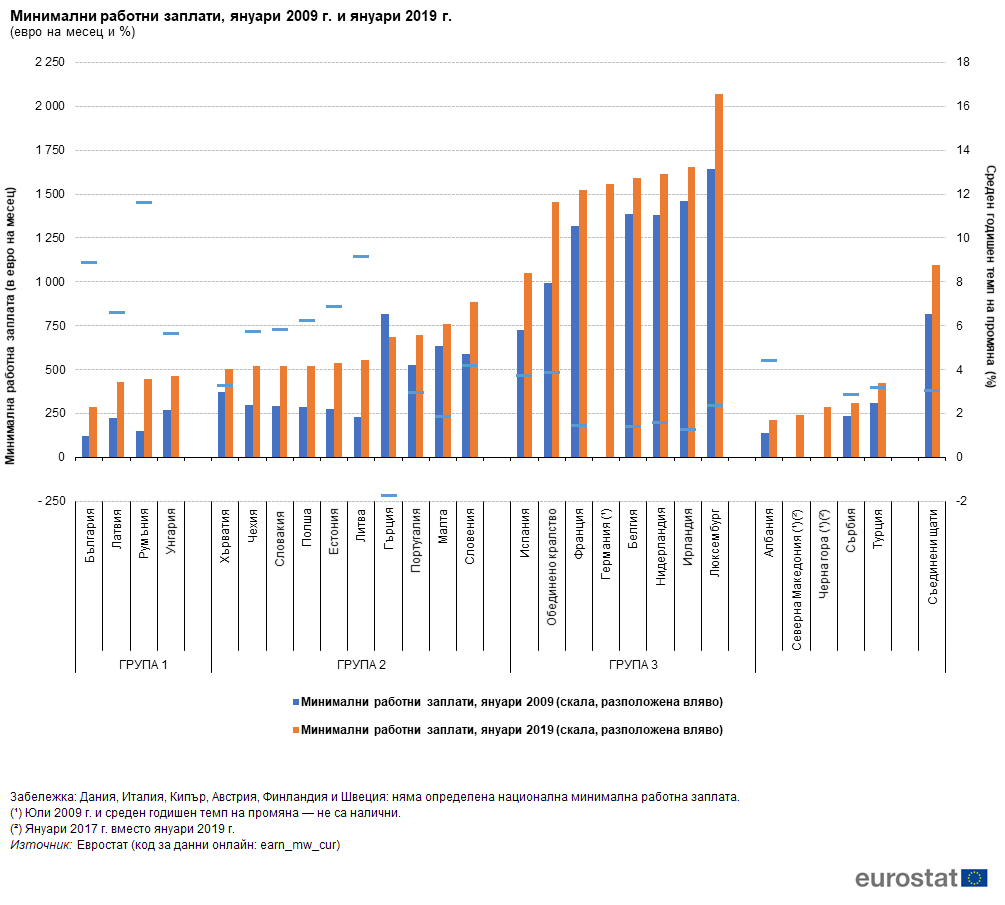 Минимални работни заплати, януари 2009 г. и януари 2019 г.
(евро на месец и %)
Минимална работна заплата (в евро на месец)
2 250
2 000
1 750
1 500
1 250
1 000
750
500
250
0
- 250
18
16
14
12
10
8
6
4
2
0
-2
Среден годишен темп на промяна (%)
България
Латвия
Румъния
Унгария
Хърватия
Чехия
Словакия
Полша
Естония
Литва
Гърция
Португалия
Малта
Словения
Испания
Обединено кралство
Франция
Германия (¹)
Белгия
Нидерландия
Ирландия
Люксембург
Албания
Северна Македония (¹)(²)
Черна гора (¹)(²)
Сърбия
Турция
Съединени щати
ГРУПА 1
ГРУПА 2
ГРУПА 3
Минимални работни заплати, януари 2009 (скала, разположена вляво)
Минимални работни заплати, януари 2019 (скала, разположена вляво)
Забележка: Дания, Италия, Кипър, Австрия, Финландия и Швеция: няма определена национална минимална работна заплата.
(¹) Юли 2009 г. и среден годишен темп на промяна — не са налични.
(²) Януари 2017 г. вместо януари 2019 г.
Източник: Евростат (код за данни онлайн: earn_mw_cur)
eurostat